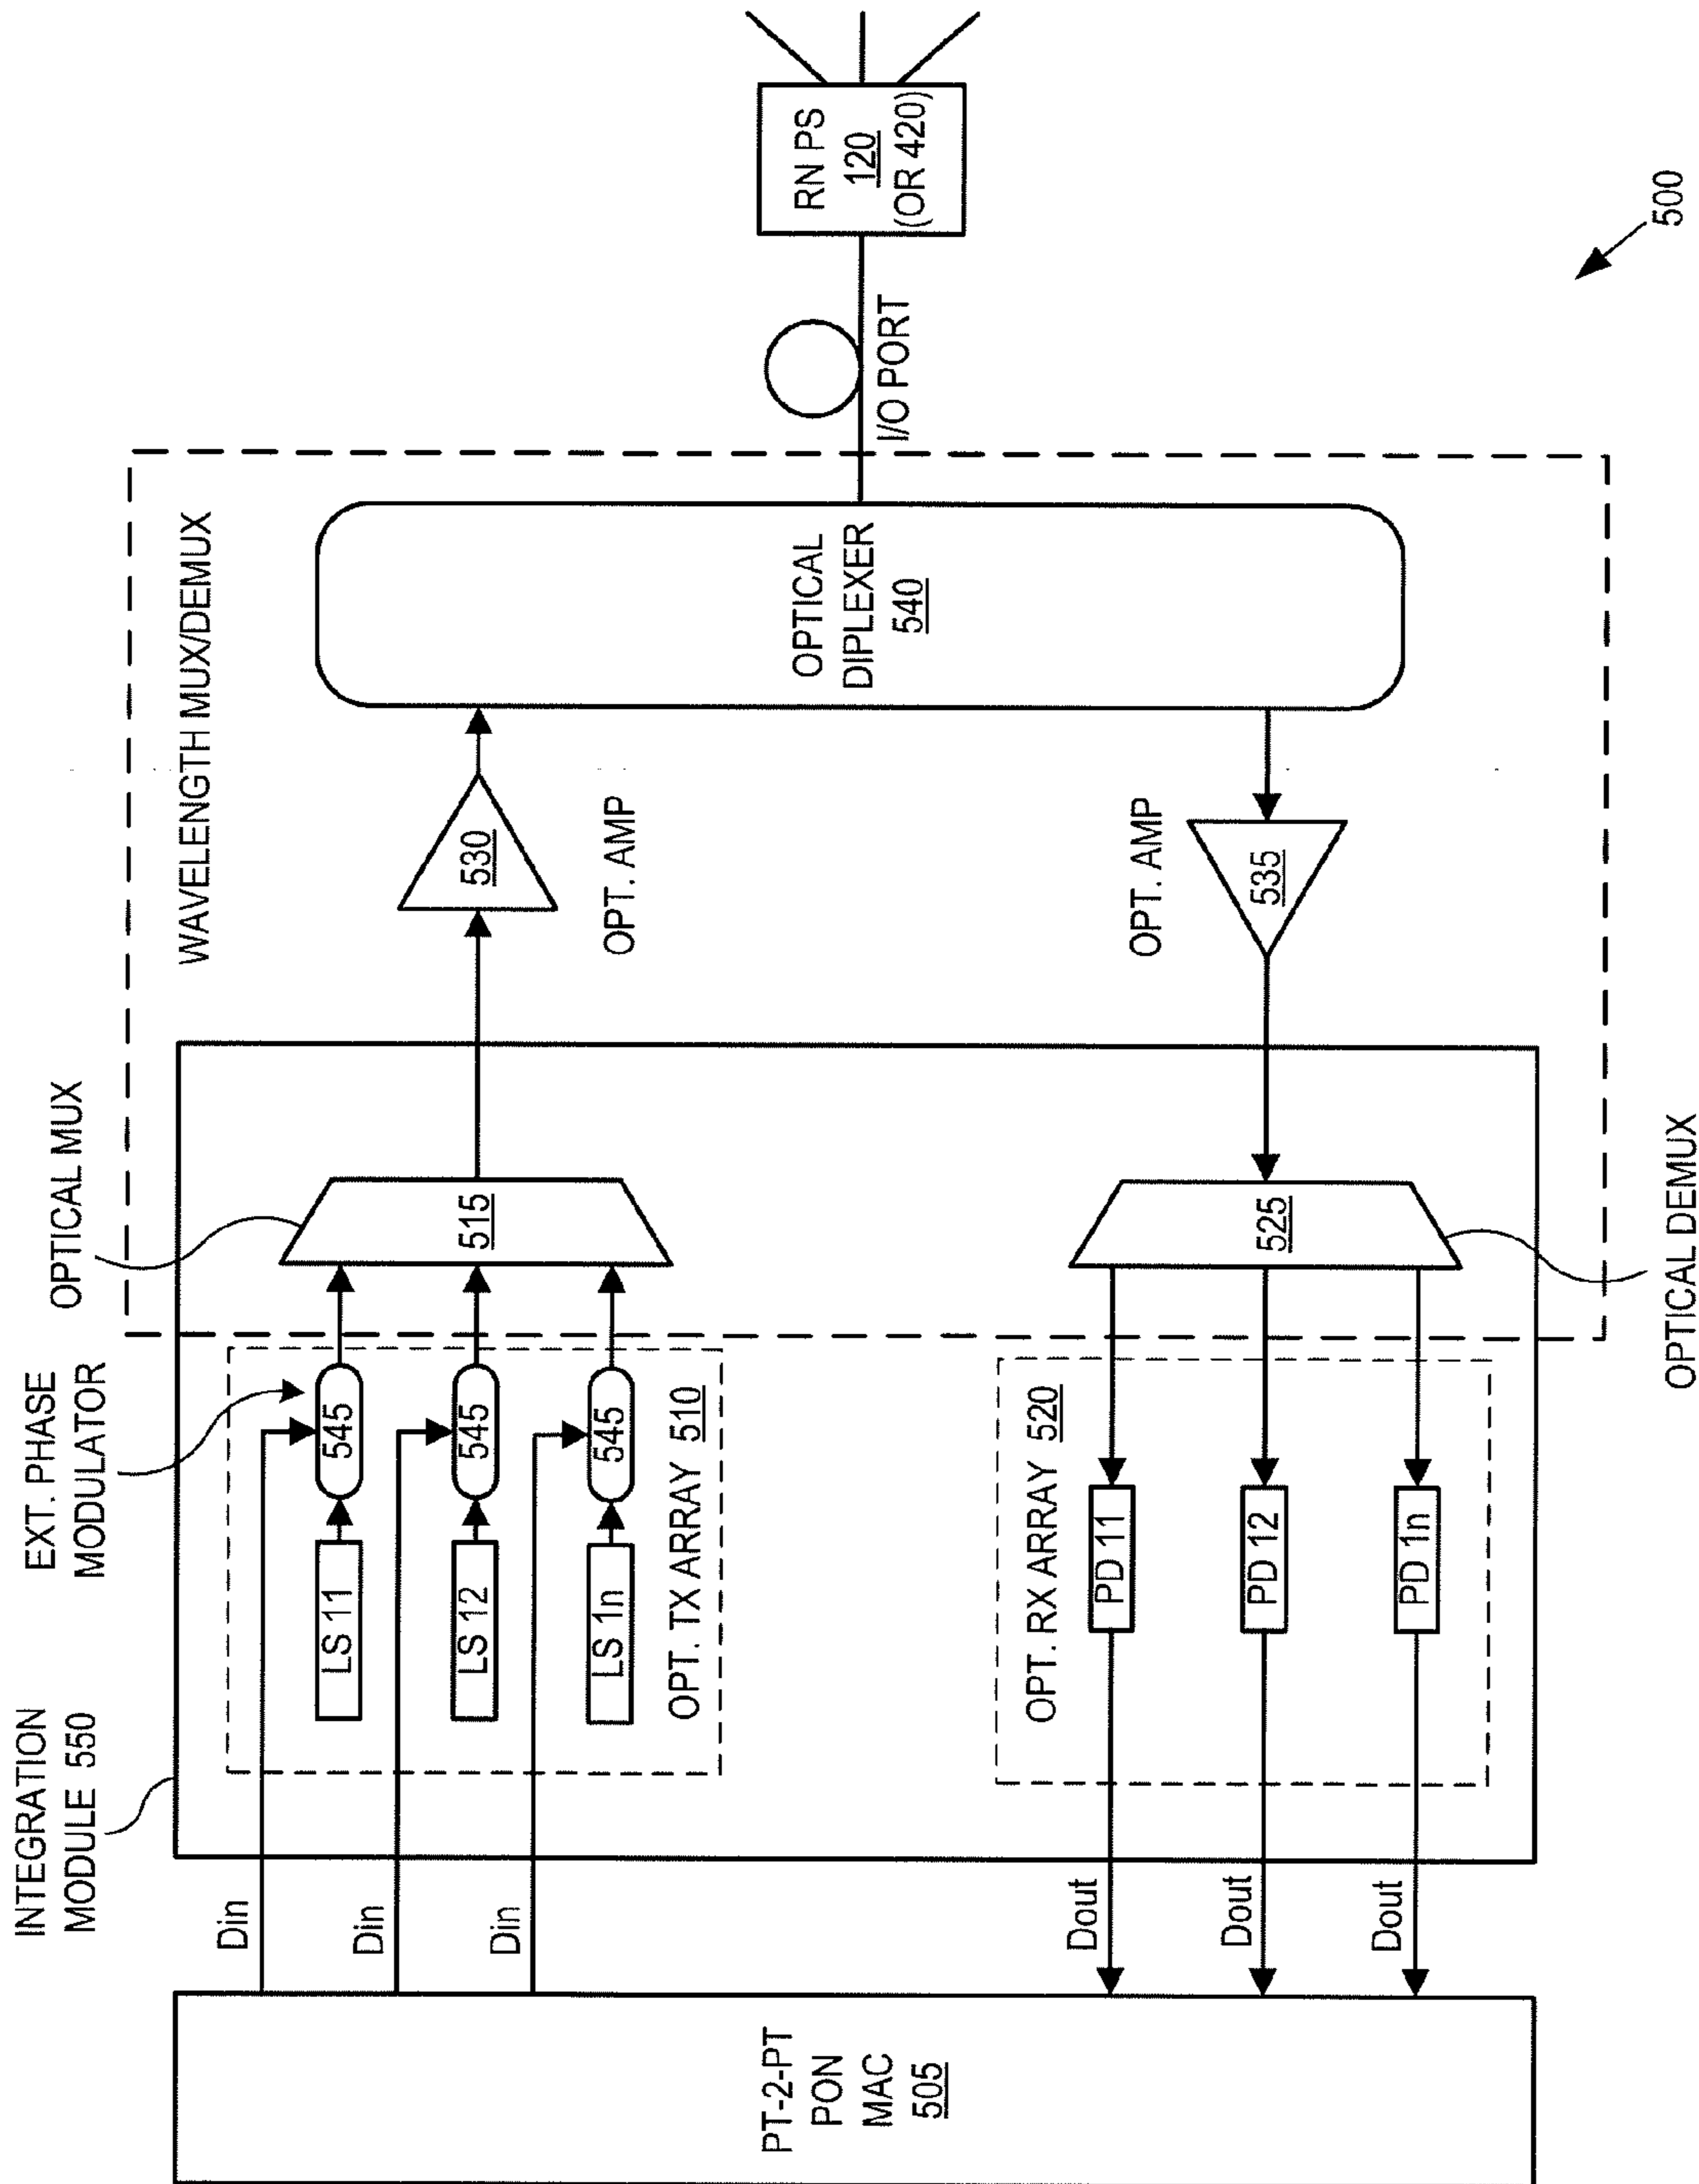 INTEGRATION
MODULE 550
EXT. PHASE
MODULATOR
OPTICAL MUX
WAVELENGTH MUX/DEMUX
Din
Din
Din
LS 11
545
LS 12
545
LS 1n
545
OPT. TX ARRAY 510
515
530
OPT. AMP
OPTICAL
DIPLEXER
540
I/O PORT
RN PS
120
(OR 420)
PT-2-PT
PON
MAC
505
Dout
Dout
Dout
OPT. RX ARRAY 520
PD 11
PD 12
PD 1n
525
OPT. AMP
535
OPTICAL DEMUX
500